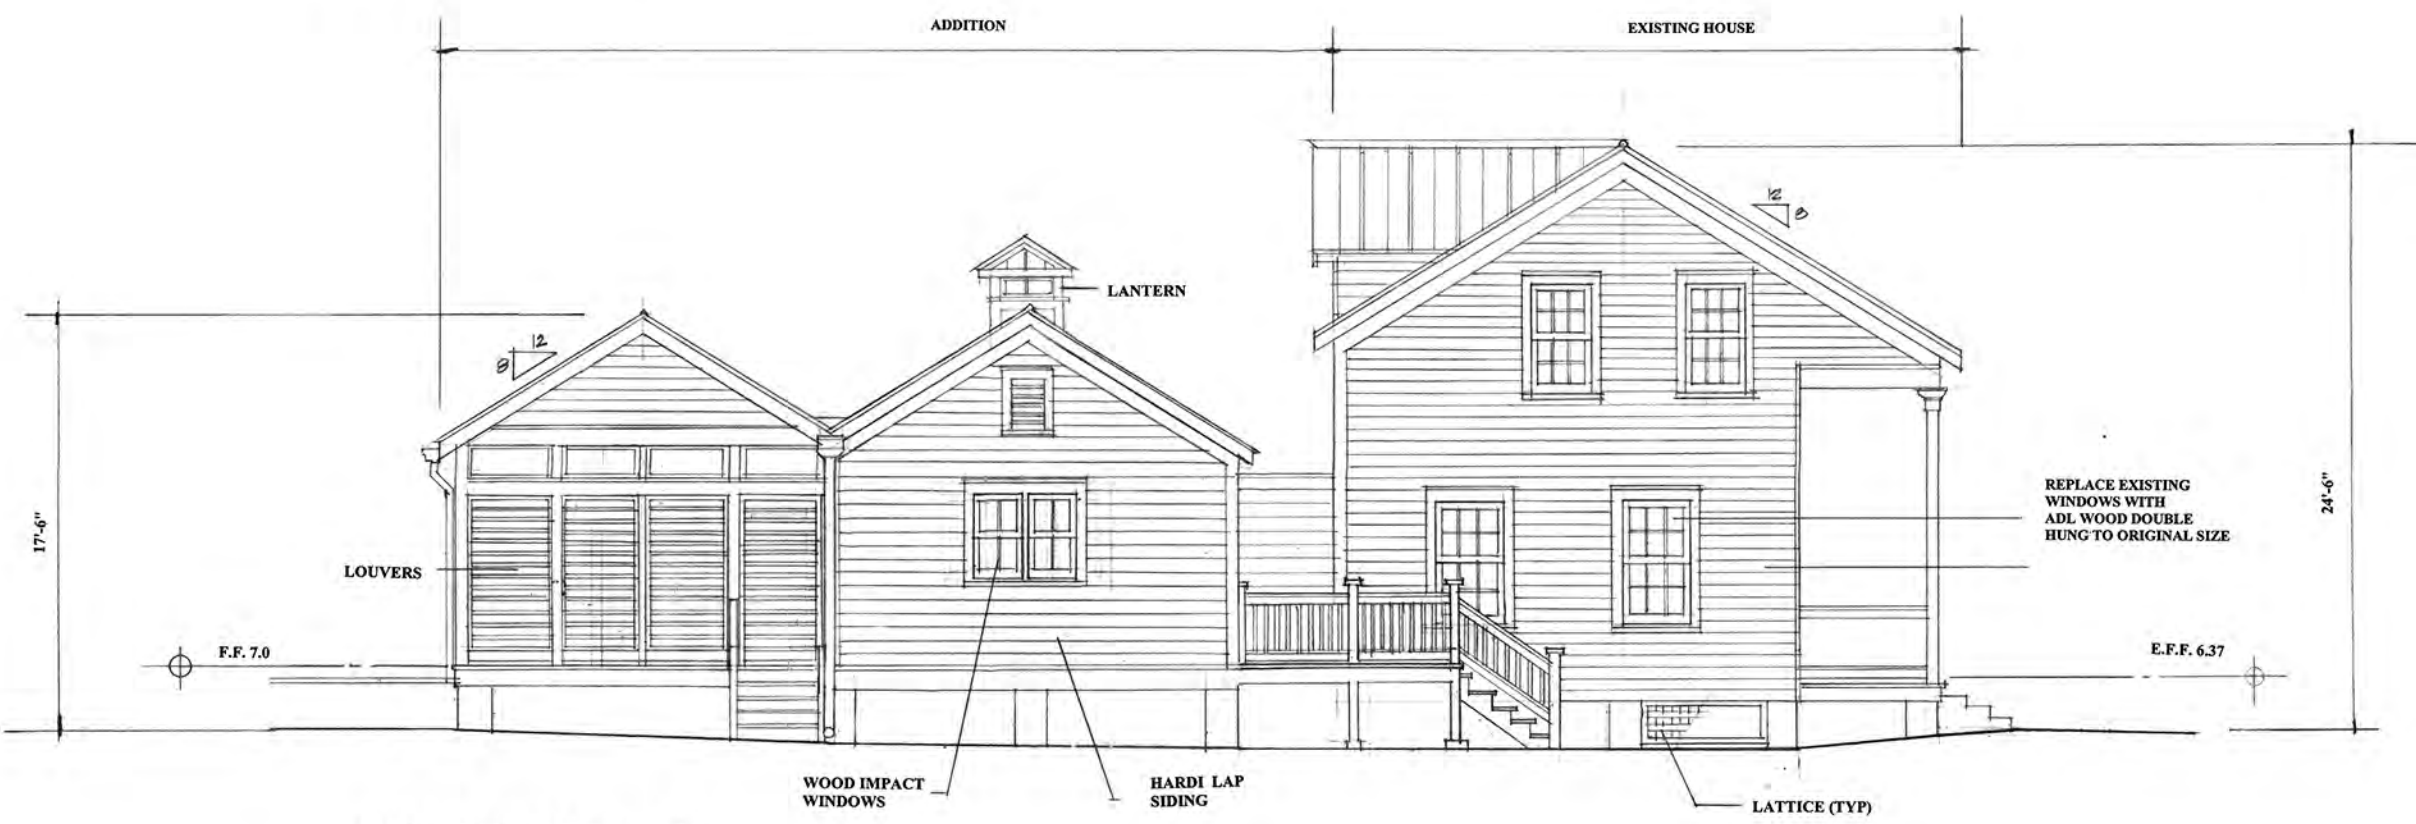 ADDITION
EXISTING HOUSE
12
8
LANTERN
12
8
17'-6"
LOUVERS
REPLACE EXISTING
WINDOWS WITH
ADL WOOD DOUBLE
HUNG TO ORIGINAL SIZE
24'-6"
F.F. 7.0
E.F.F. 6.37
WOOD IMPACT
WINDOWS
HARDI LAP
SIDING
LATTICE (TYP)